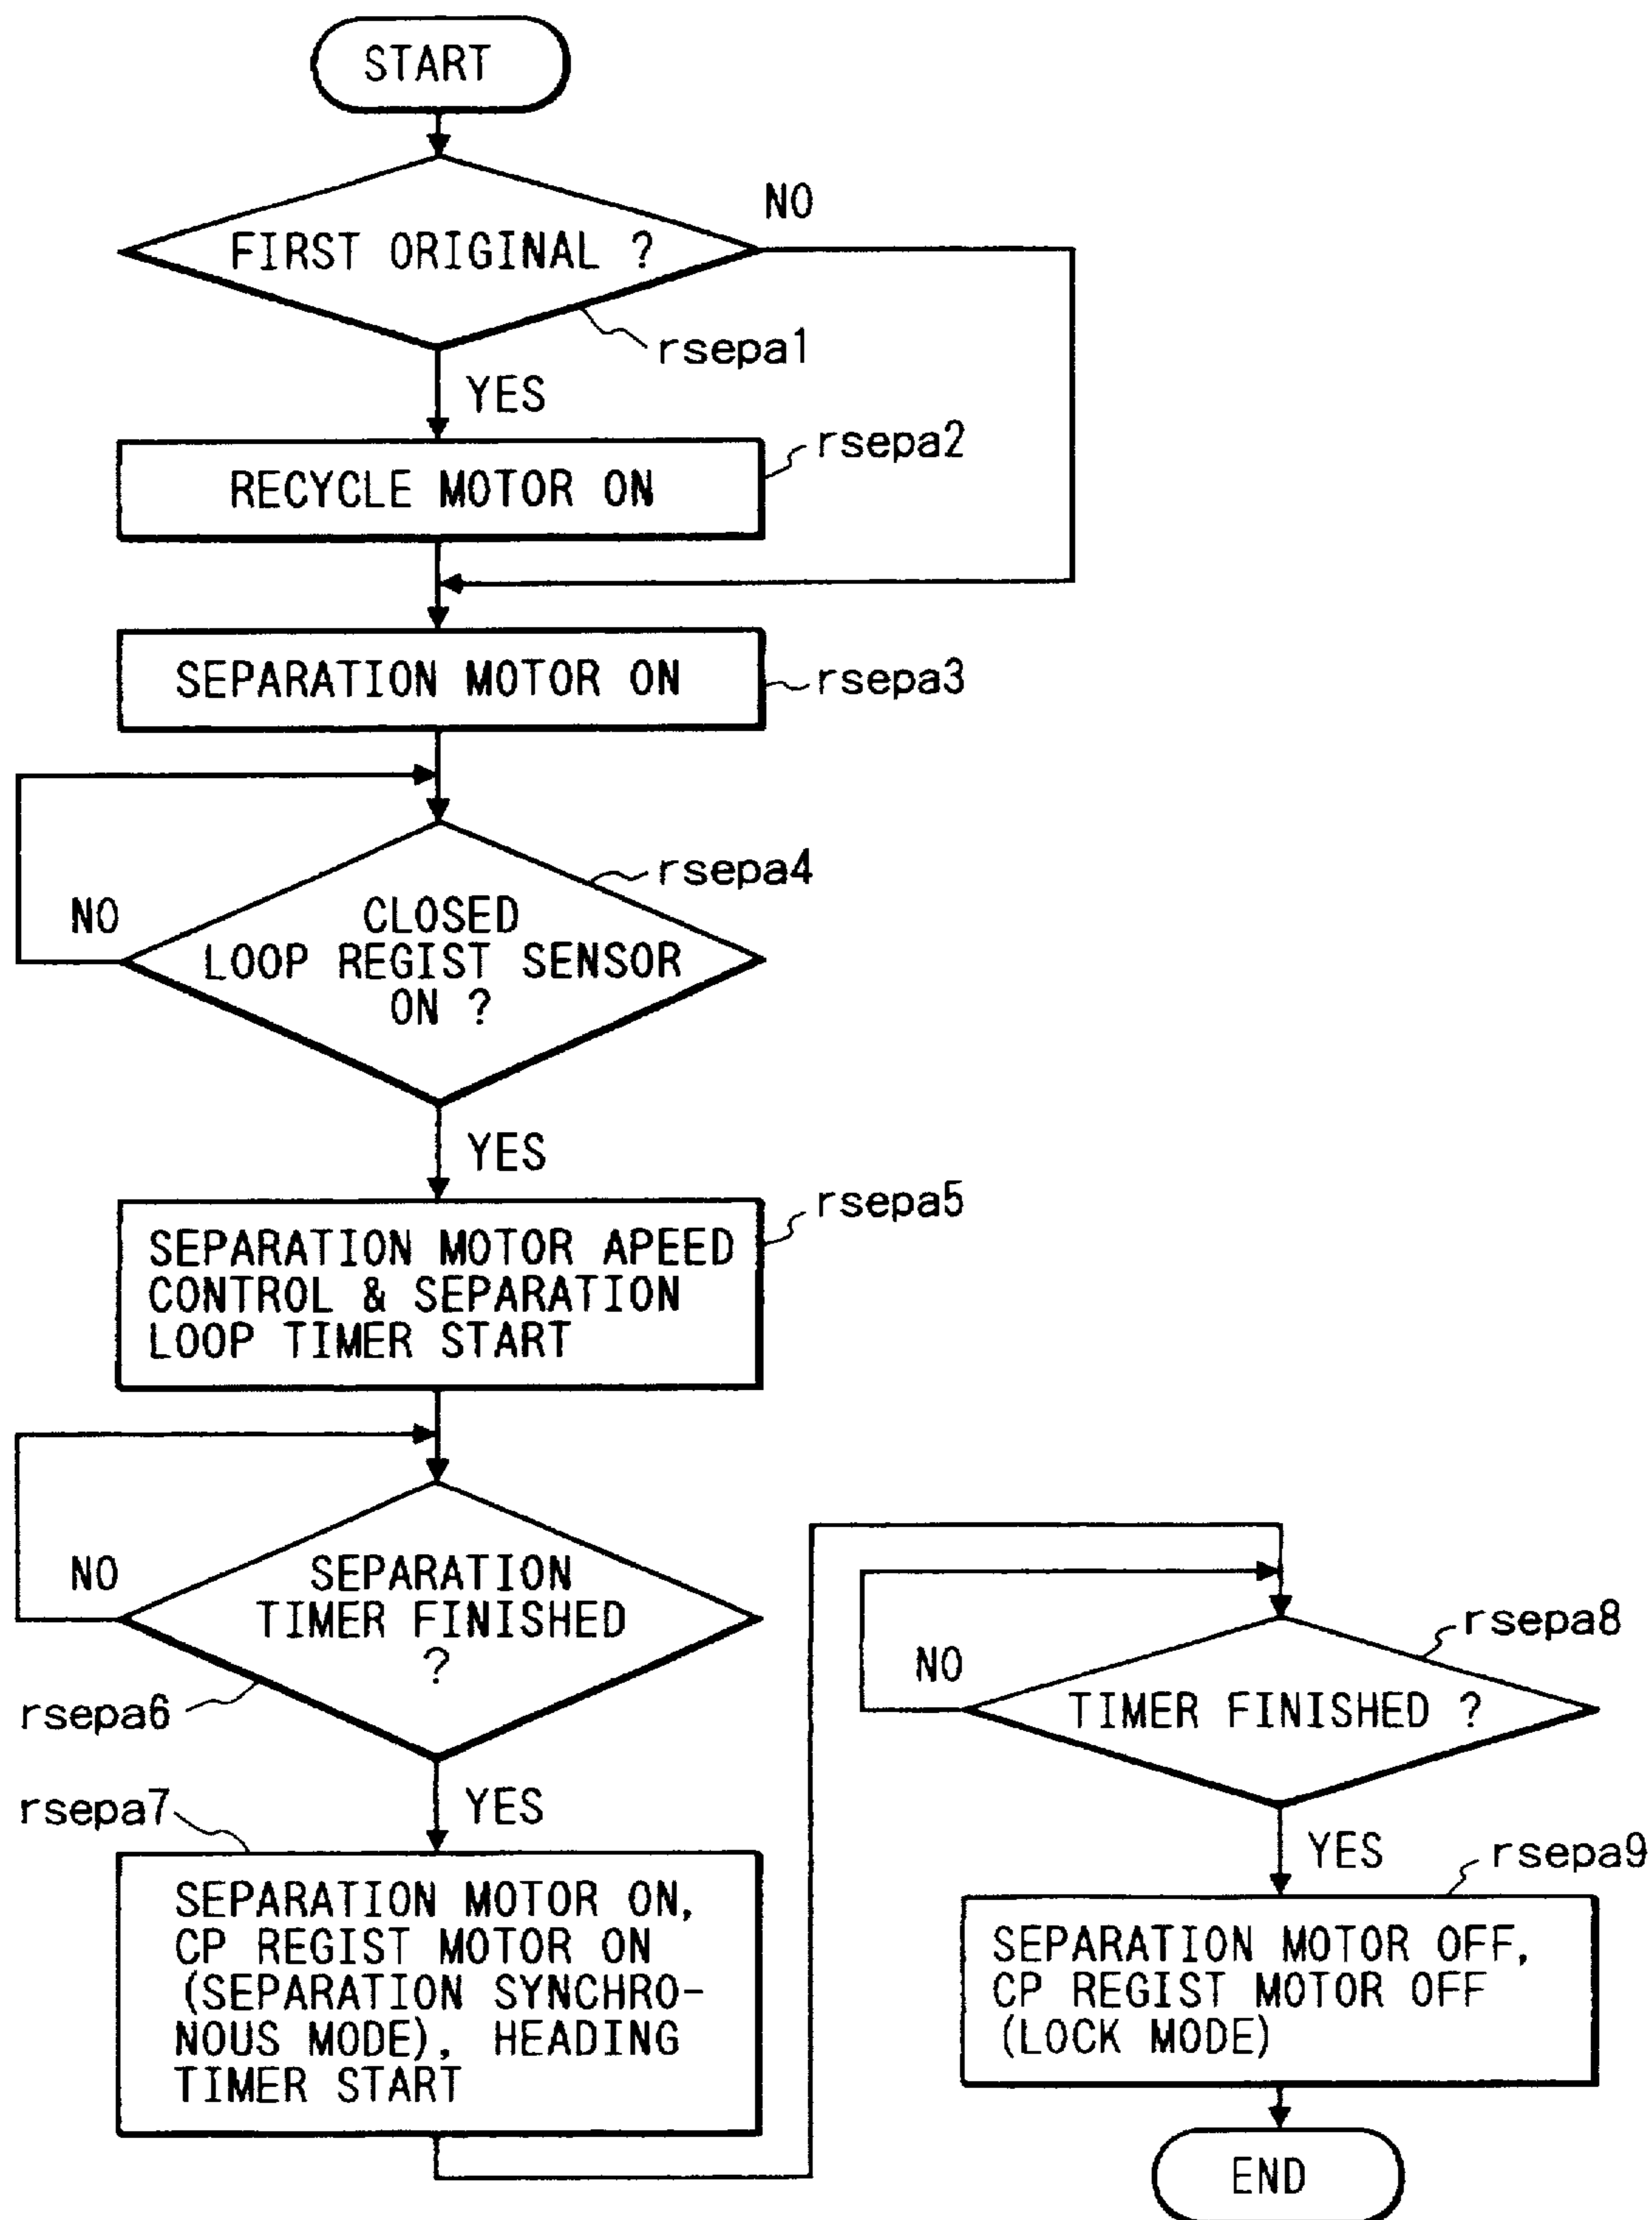 START
FIRST ORIGINAL ?
NO
rsepa1
YES
rsepa2
RECYCLE MOTOR ON
SEPARATION MOTOR ON
rsepa3
rsepa4
NO
CLOSED
LOOP REGIST SENSOR
ON ?
YES
rsepa5
SEPARATION MOTOR APEED
CONTROL & SEPARATION
LOOP TIMER START
NO
SEPARATION
TIMER FINISHED
?
rsepa6
YES
rsepa7
SEPARATION MOTOR ON,
CP REGIST MOTOR ON
(SEPARATION SYNCHRO-
NOUS MODE), HEADING
TIMER START
rsepa8
NO
TIMER FINISHED ?
YES
rsepa9
SEPARATION MOTOR OFF,
CP REGIST MOTOR OFF
(LOCK MODE)
END